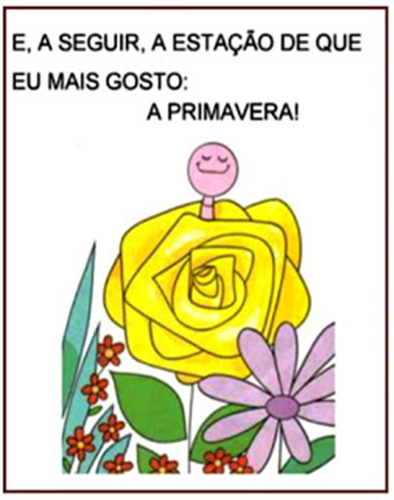 E, A SEGUIR, A ESTAÇÃO DE QUE
EU MAIS GOSTO:
A PRIMAVERA!